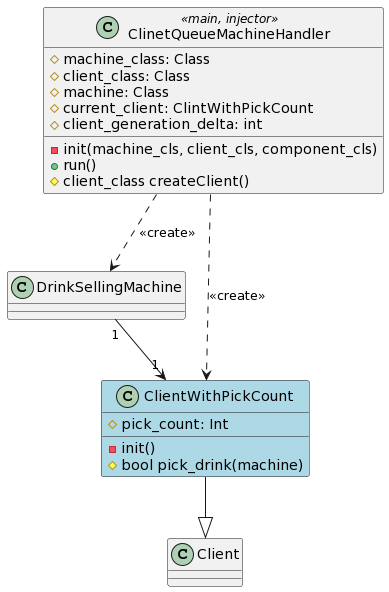 «main, injector»
C ClinetQueueMachineHandler
machine_class: Class
client_class: Class
machine: Class
current_client: ClintWithPickCount
client_generation_delta: int
init(machine_cls, client_cls, component_cls)
run()
client_class createClient()
«create»
C DrinkSellingMachine
«create»
1
1
C ClientWithPickCount
pick_count: Int
init()
bool pick_drink(machine)
C Client